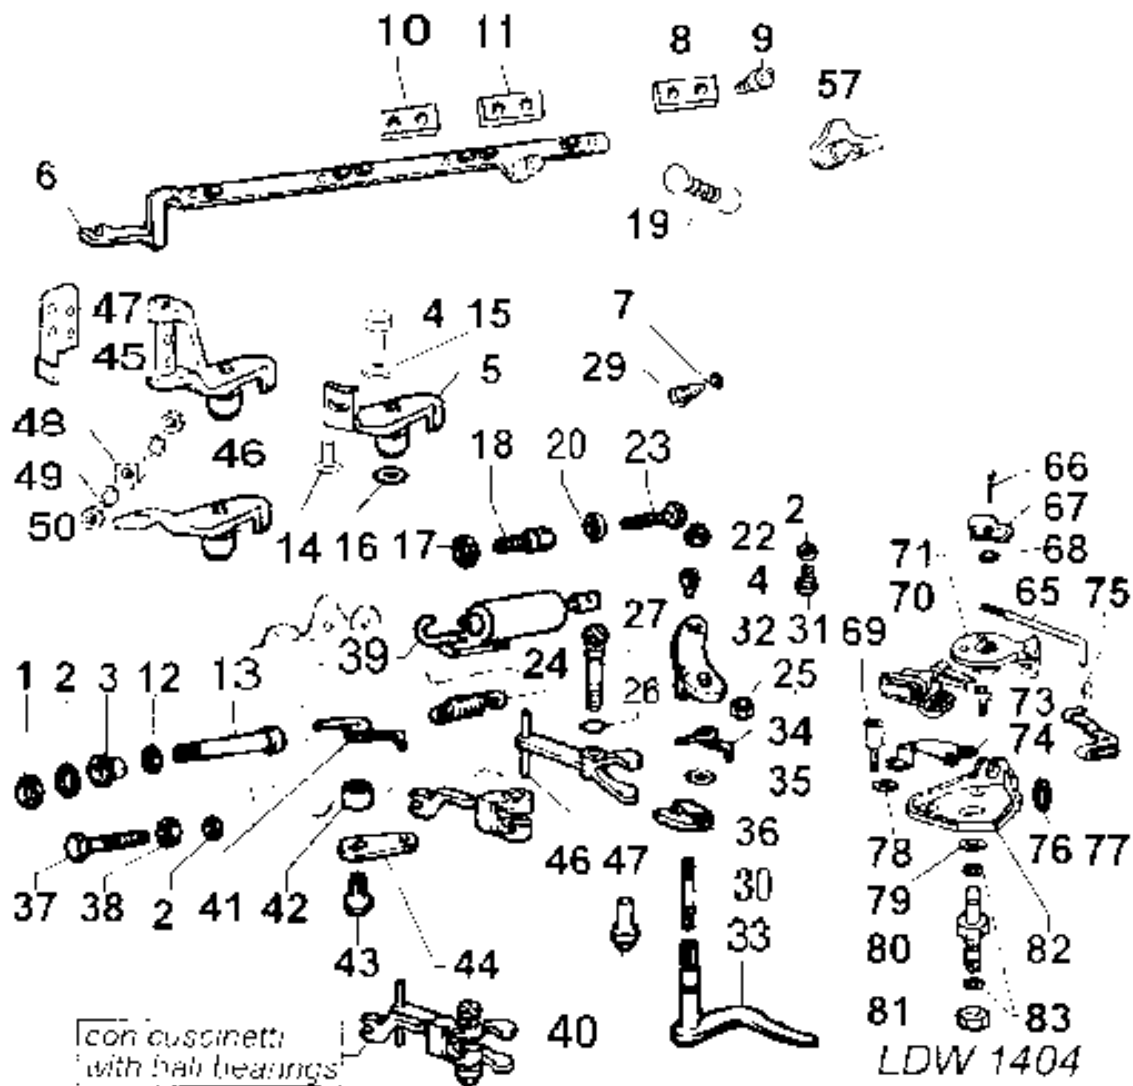 10 11 8 9
57
6
19
47 4 15 7
45 5 29
48 46 18 20 23 66
49 2 67
50 14 16 17 22 71 68
4 70 65 75
27 32 31 69
39 24 25
1 2 3 12 13 26 73
34 74
35
36 78 76 77
37 38 2 41 42 46 47 30 79
43 44 33 80 82
40 81 83
con cuscinetti
with ball bearings
LDW 1404